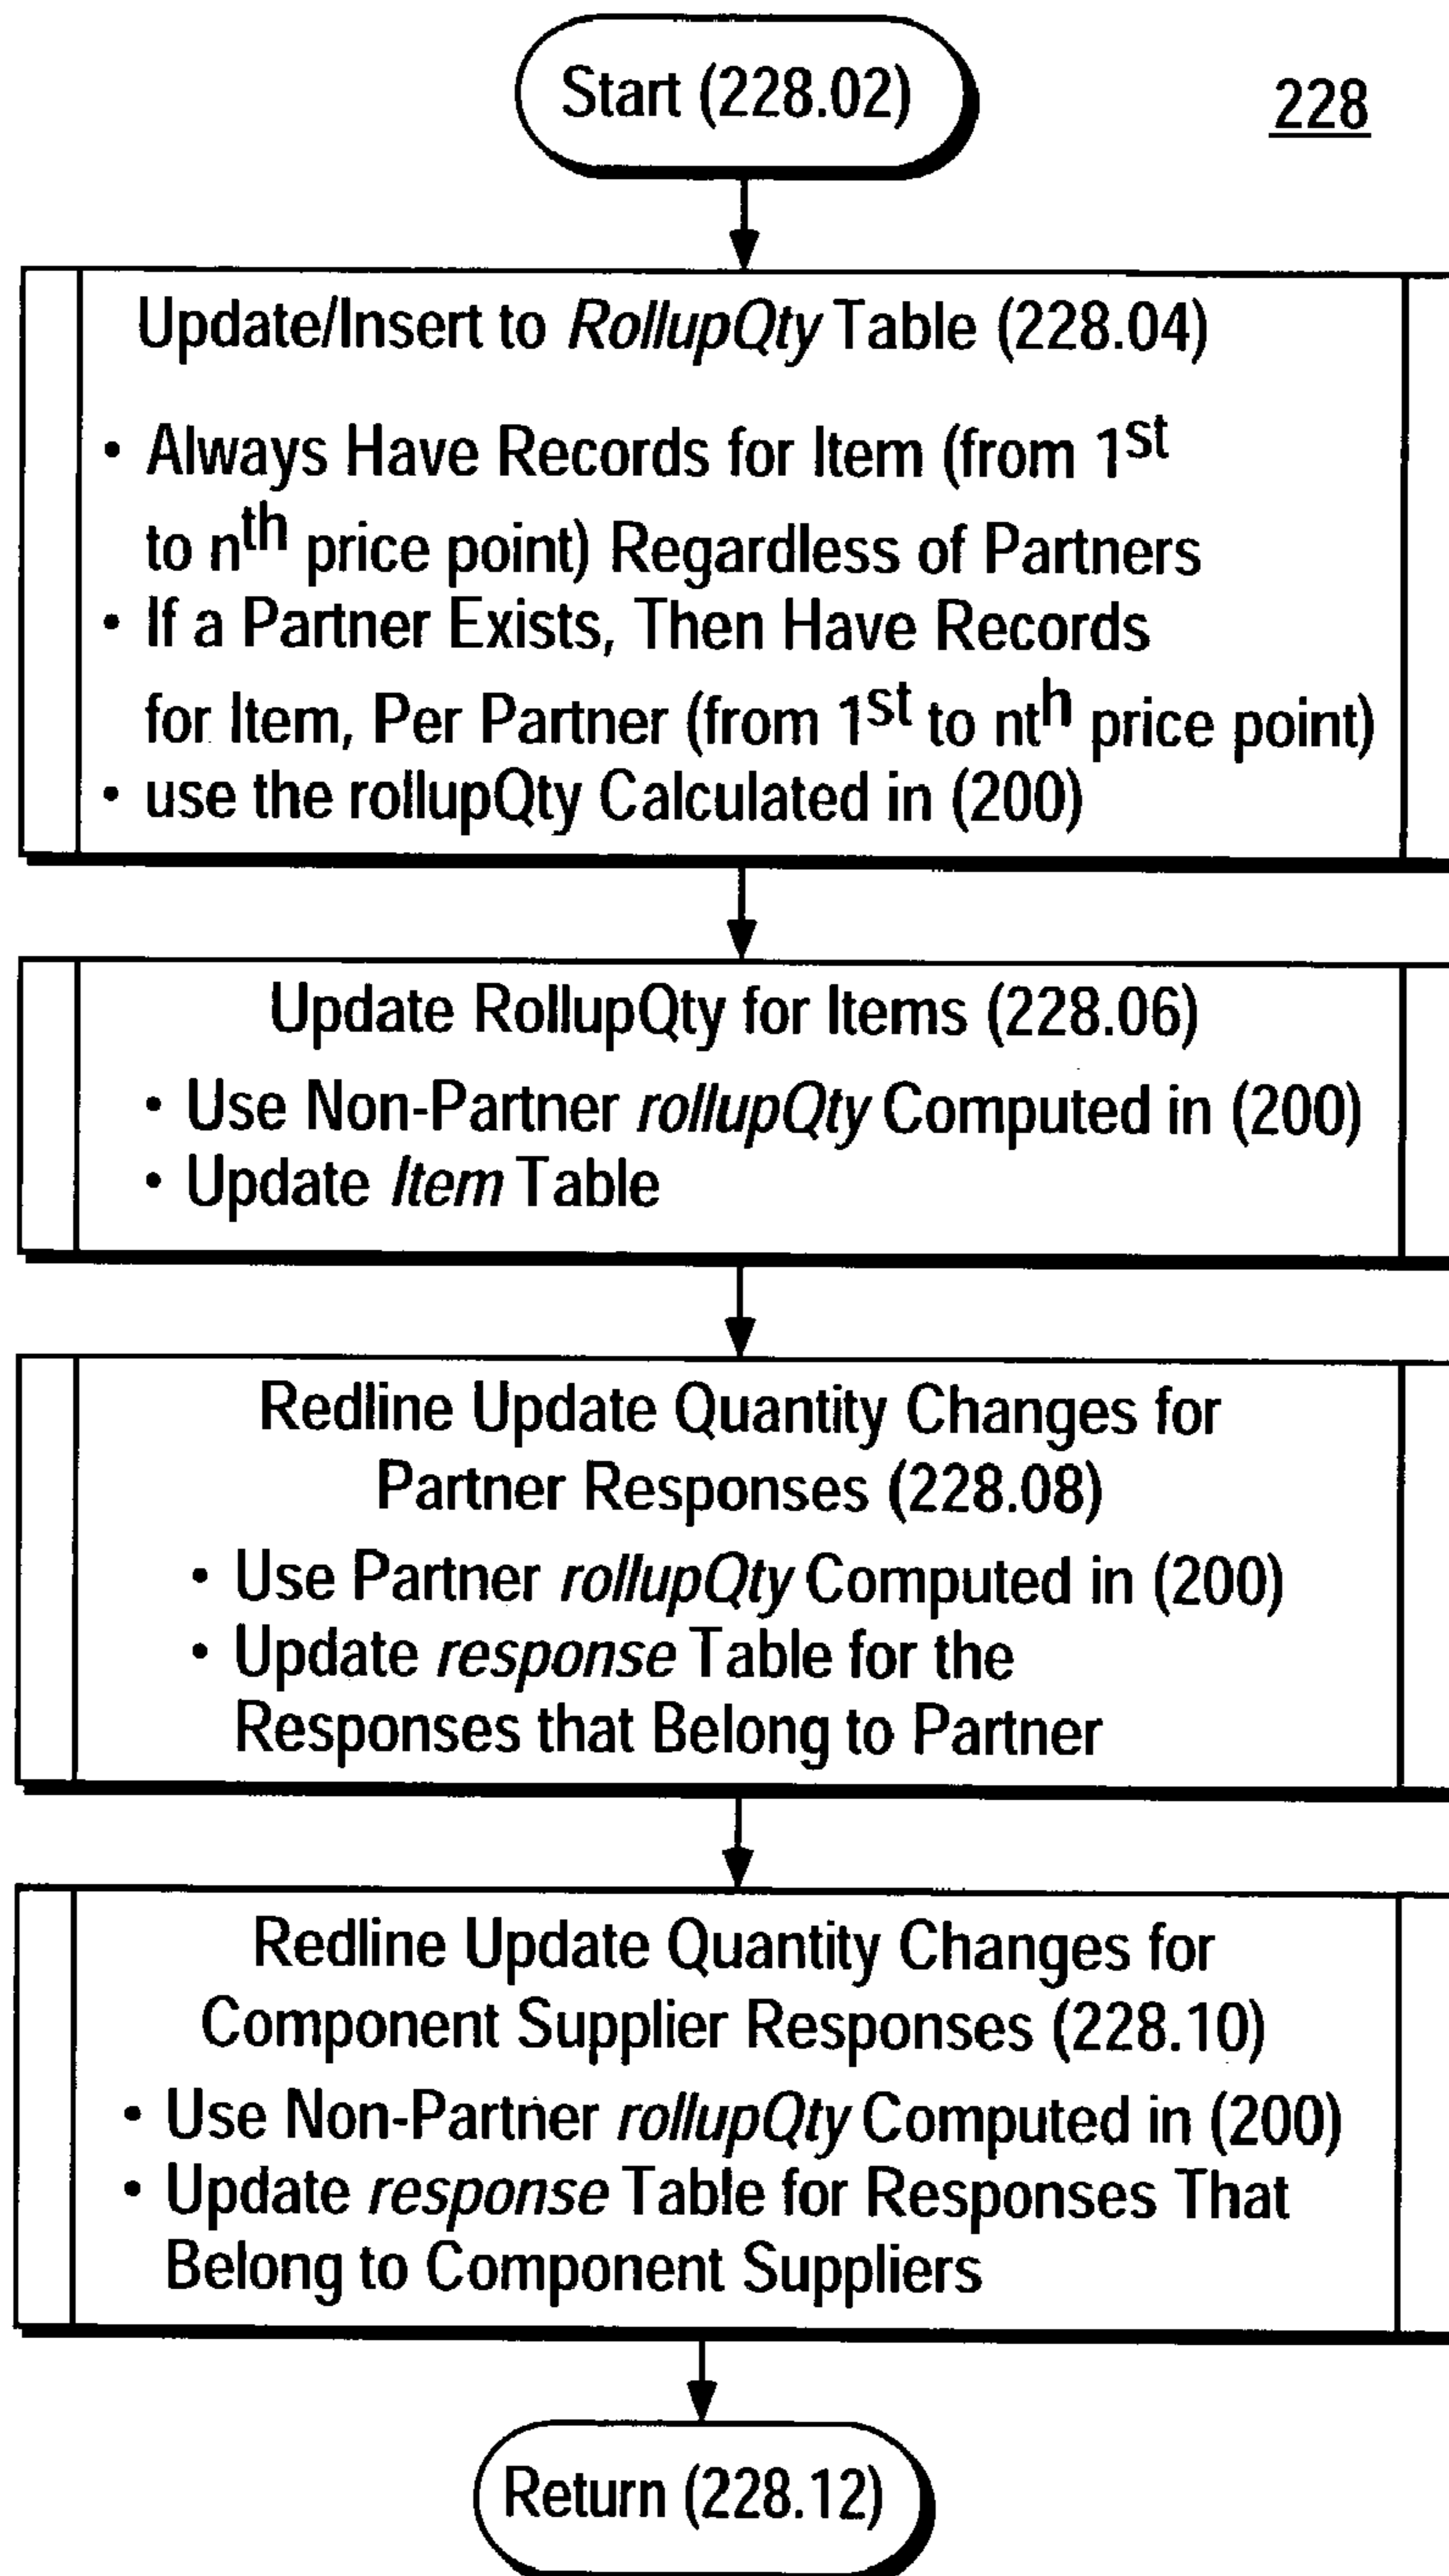 Start (228.02)
228
Update/Insert to RollupQty Table (228.04)
• Always Have Records for Item (from 1st
to nth price point) Regardless of Partners
• If a Partner Exists, Then Have Records
for Item, Per Partner (from 1st to nth price point)
• use the rollupQty Calculated in (200)
Update RollupQty for Items (228.06)
• Use Non-Partner rollupQty Computed in (200)
• Update Item Table
Redline Update Quantity Changes for
Partner Responses (228.08)
• Use Partner rollupQty Computed in (200)
• Update response Table for the
Responses that Belong to Partner
Redline Update Quantity Changes for
Component Supplier Responses (228.10)
• Use Non-Partner rollupQty Computed in (200)
• Update response Table for Responses That
Belong to Component Suppliers
Return (228.12)